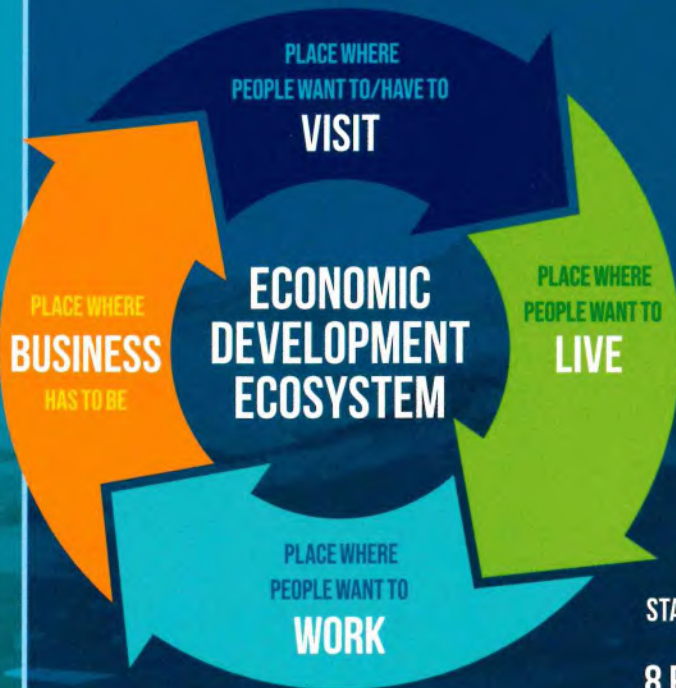 PLACE WHERE
PEOPLE WANT TO/HAVE TO
VISIT
PLACE WHERE
PEOPLE WANT TO
LIVE
PLACE WHERE
PEOPLE WANT TO
WORK
PLACE WHERE
BUSINESS
HAS TO BE
ECONOMIC
DEVELOPMENT
ECOSYSTEM